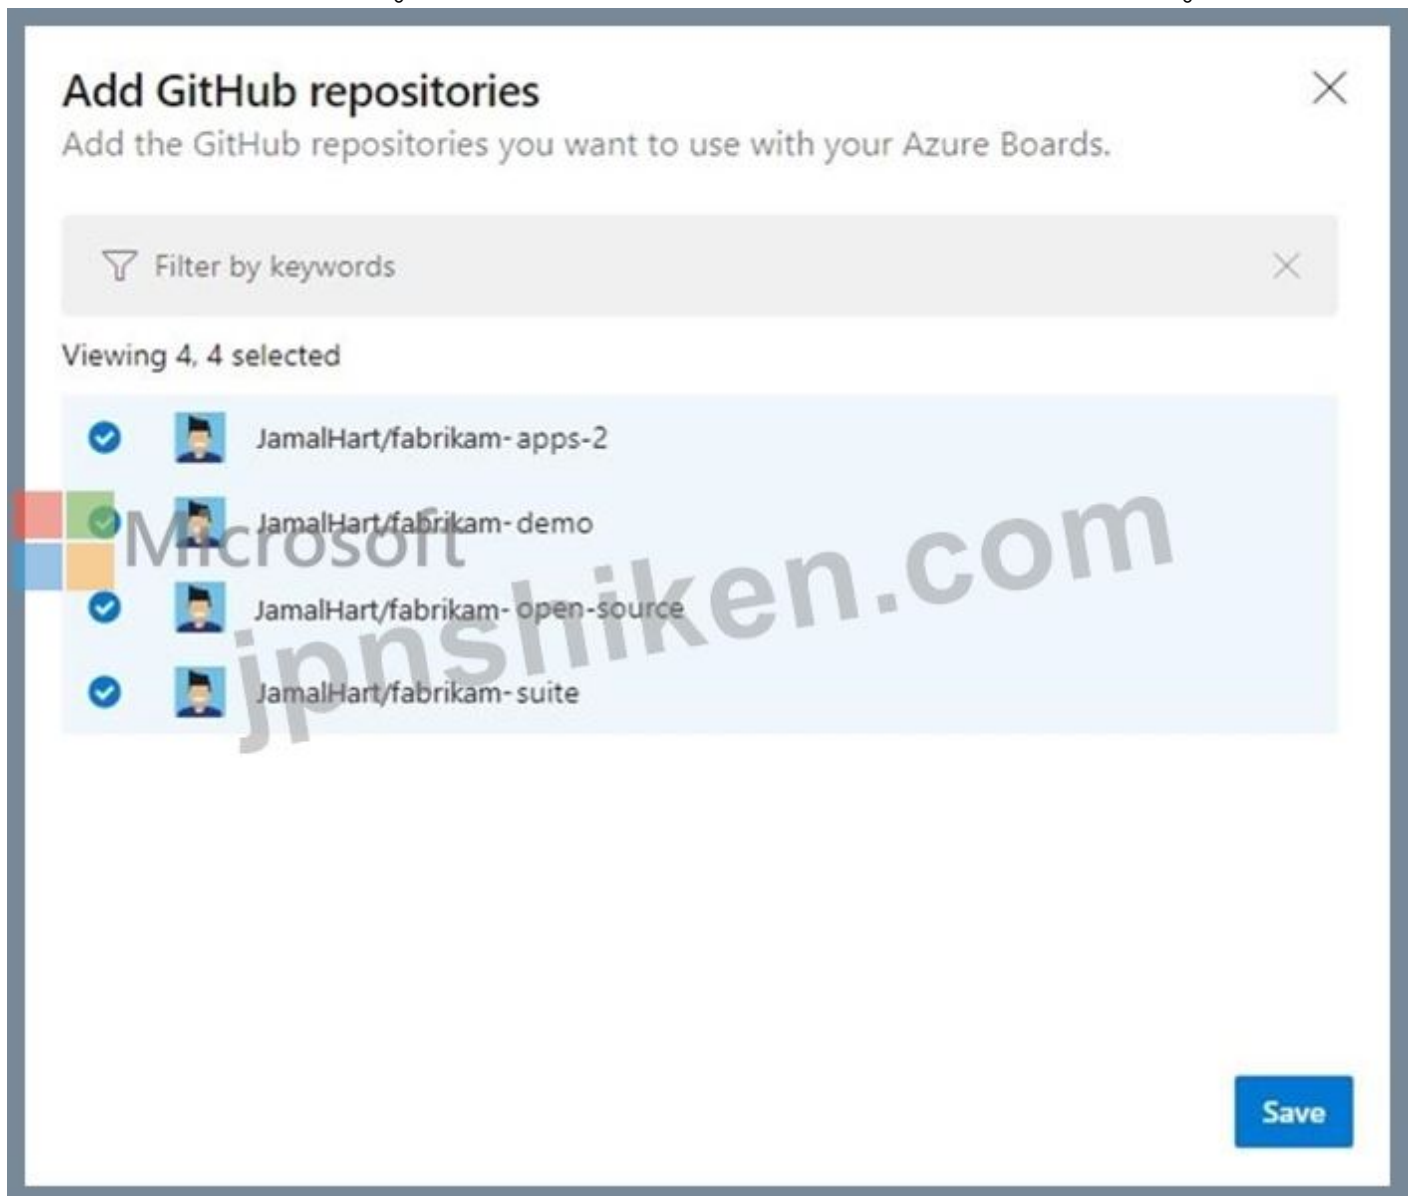 Add GitHub repositories
Add the GitHub repositories you want to use with your Azure Boards.
Filter by keywords
Viewing 4, 4 selected
JamalHart/fabrikam-apps-2
JamalHart/fabrikam-demo
Microsoft
JamalHart/fabrikam-open-source
jpnshiken.com
JamalHart/fabrikam-suite
Save